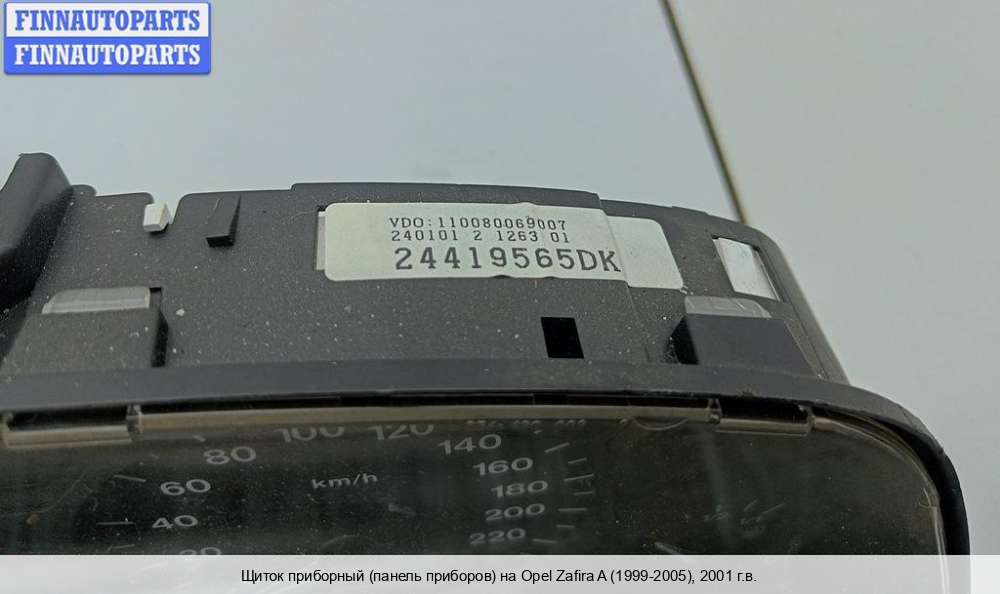 FINNAUTOPARTS
FINNAUTOPARTS
VDO:110080069007
240101 2 1263 01
24419565DK
100 120
80 140
60 km/h 160
180
40 200
220
20
Щиток приборный (панель приборов) на Opel Zafira A (1999-2005), 2001 г.в.